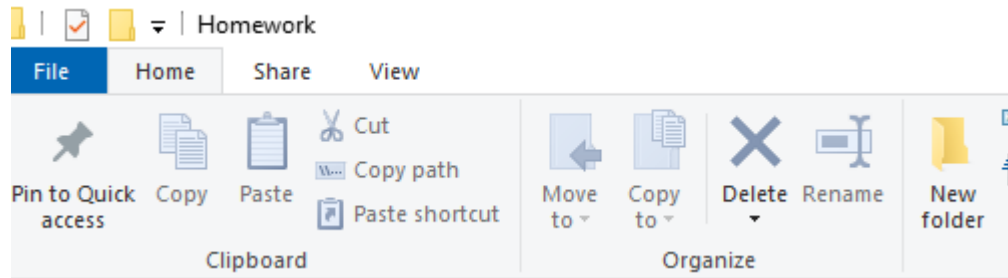 Homework
File Home Share View
Pin to Quick access
Copy
Paste
Cut
Copy path
Paste shortcut
Move to
Copy to
Delete
Rename
New folder
Clipboard
Organize